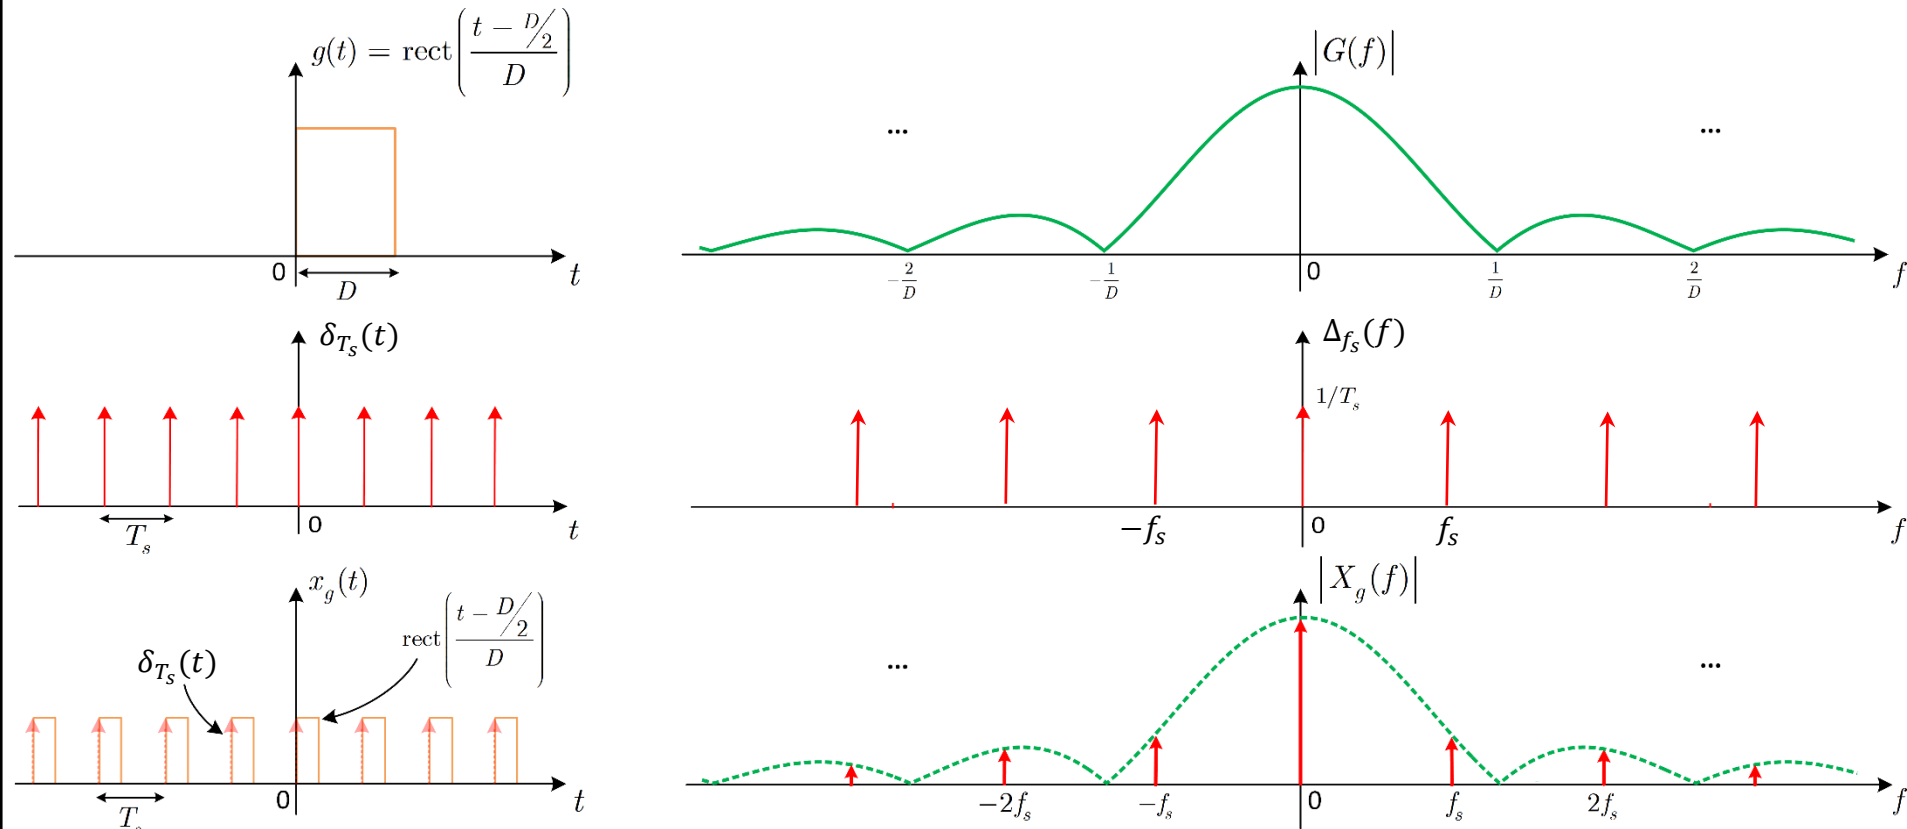 g(t) = rect((t − D/2)/D)
0
D
t
|G(f)|
...
...
−2/D
−1/D
0
1/D
2/D
f
δ_{T_s}(t)
T_s
0
t
Δ_{f_s}(f)
1/T_s
−f_s
0
f_s
f
x_g(t)
rect((t − D/2)/D)
δ_{T_s}(t)
T_s
0
t
|X_g(f)|
...
...
−2f_s
−f_s
0
f_s
2f_s
f